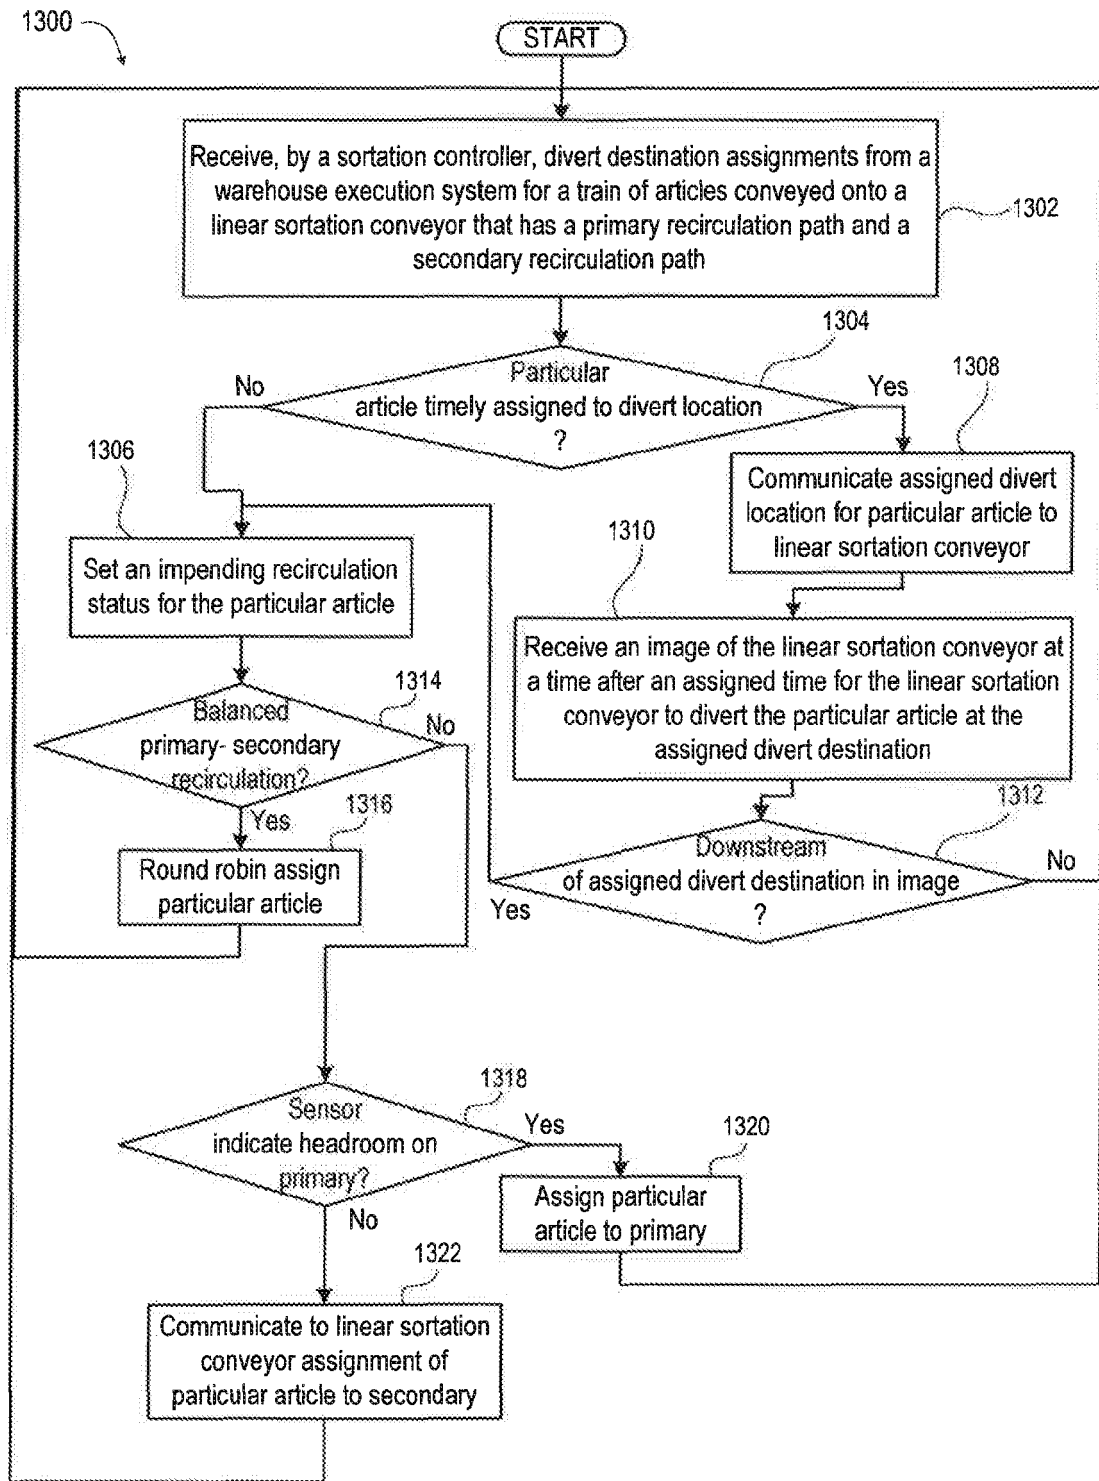 1300
START
Receive, by a sortation controller, divert destination assignments from a
warehouse execution system for a train of articles conveyed onto a
linear sortation conveyor that has a primary recirculation path and a
secondary recirculation path
1302
1304
No
Particular
article timely assigned to divert location
?
Yes
1308
1306
Communicate assigned divert
location for particular article to
linear sortation conveyor
1310
Set an impending recirculation
status for the particular article
Receive an image of the linear sortation conveyor at
a time after an assigned time for the linear sortation
conveyor to divert the particular article at the
assigned divert destination
1314
Balanced
primary- secondary
recirculation?
No
Yes
1316
1312
Downstream
of assigned divert destination in image
?
No
Yes
Round robin assign
particular article
1318
Sensor
indicate headroom on
primary?
Yes
No
1320
Assign particular
article to primary
1322
Communicate to linear sortation
conveyor assignment of
particular article to secondary